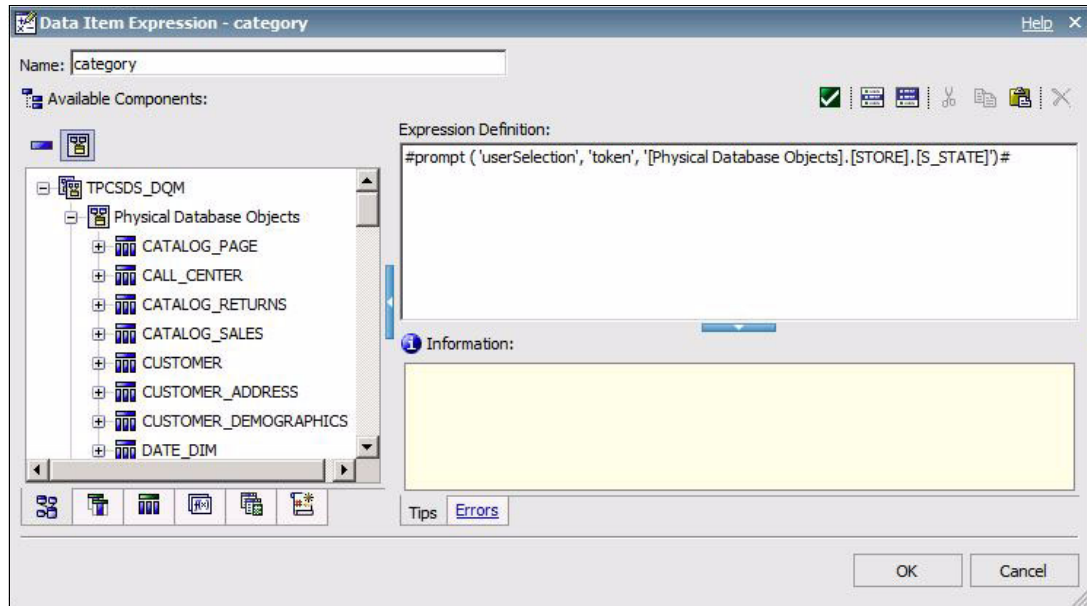 Data Item Expression - category
Help
Name: category
Available Components:
Expression Definition:
#prompt ( 'userSelection', 'token', '[Physical Database Objects].[STORE].[S_STATE]')#
TPCSDS_DQM
Physical Database Objects
CATALOG_PAGE
CALL_CENTER
CATALOG_RETURNS
CATALOG_SALES
CUSTOMER
CUSTOMER_ADDRESS
CUSTOMER_DEMOGRAPHICS
DATE_DIM
Information:
Tips Errors
OK Cancel